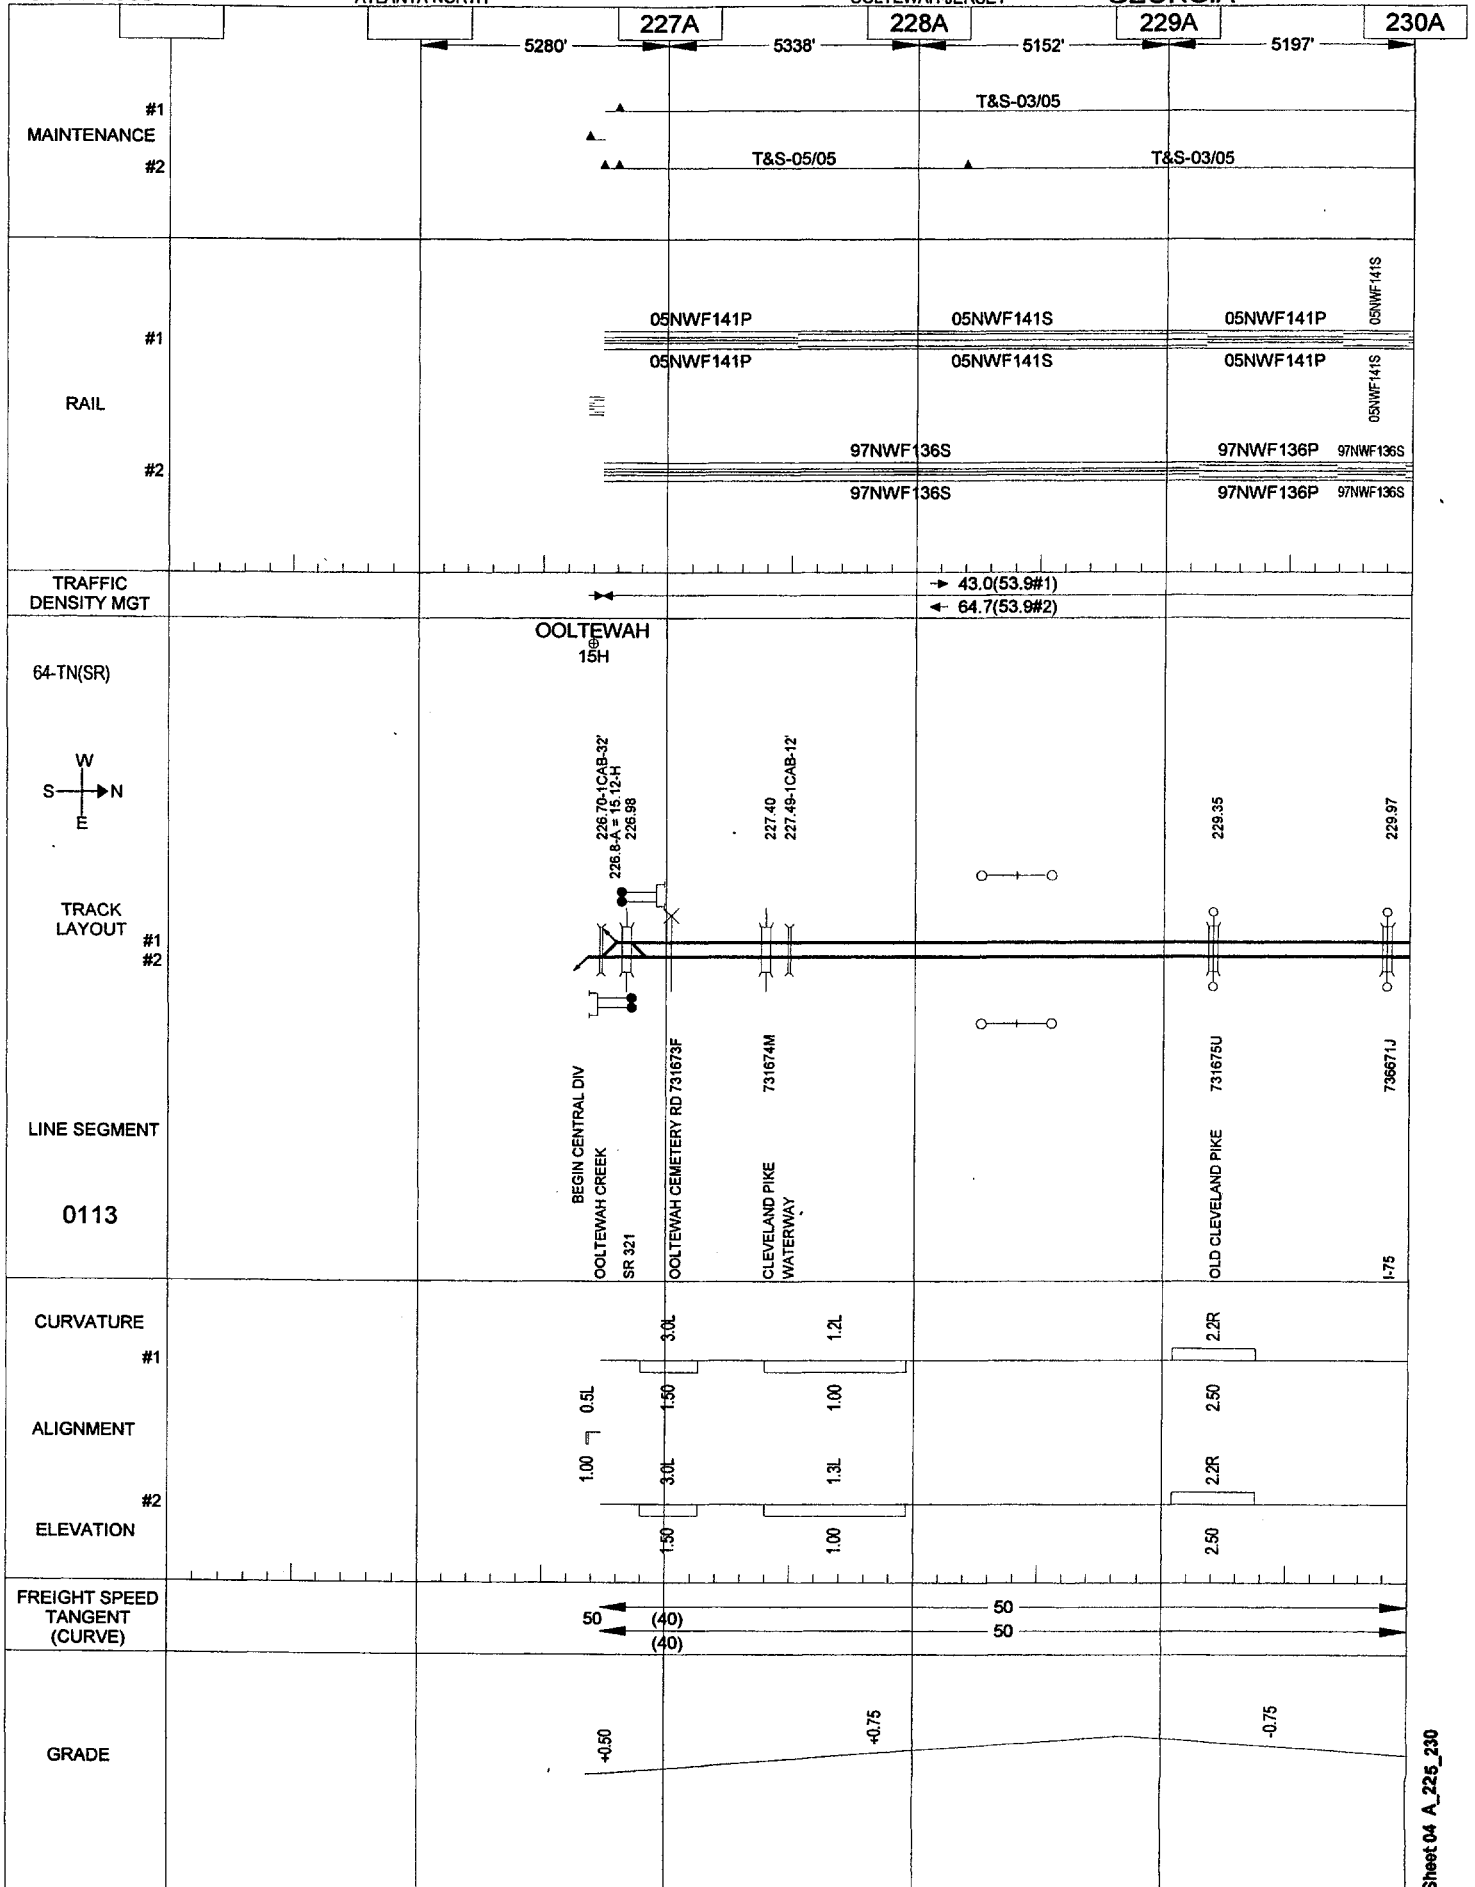 227A 228A 229A 230A
5280' 5338' 5152' 5197'
#1
T&S-03/05
MAINTENANCE
#2
T&S-05/05
T&S-03/05
05NWF141S
05NWF141P 05NWF141S 05NWF141P
#1
05NWF141P 05NWF141S 05NWF141P
05NWF141S
RAIL
97NWF136S 97NWF136P 97NWF136S
#2
97NWF136S 97NWF136P 97NWF136S
TRAFFIC
DENSITY MGT
43.0(53.9#1)
64.7(53.9#2)
OOLTEWAH
15H
64-TN(SR)
W
S N
E
226.70-1CAB-32'
226.8-A = 15.12-H
226.98
227.40
227.49-1CAB-12'
229.35
229.97
TRACK
LAYOUT
#1
#2
BEGIN CENTRAL DIV
OOLTEWAH CREEK
SR 321
OOLTEWAH CEMETERY RD 731673F
CLEVELAND PIKE 731674M
WATERWAY
OLD CLEVELAND PIKE 731675U
I-75 736671J
LINE SEGMENT
0113
CURVATURE
#1
3.0L 1.2L 2.2R
0.5L 1.50 1.00 2.50
ALIGNMENT
1.00 3.0L 1.3L 2.2R
#2
ELEVATION
1.50 1.00 2.50
FREIGHT SPEED
TANGENT
(CURVE)
50 (40) 50
(40) 50
GRADE
+0.50 +0.75 -0.75
Sheet 04 A_225_230